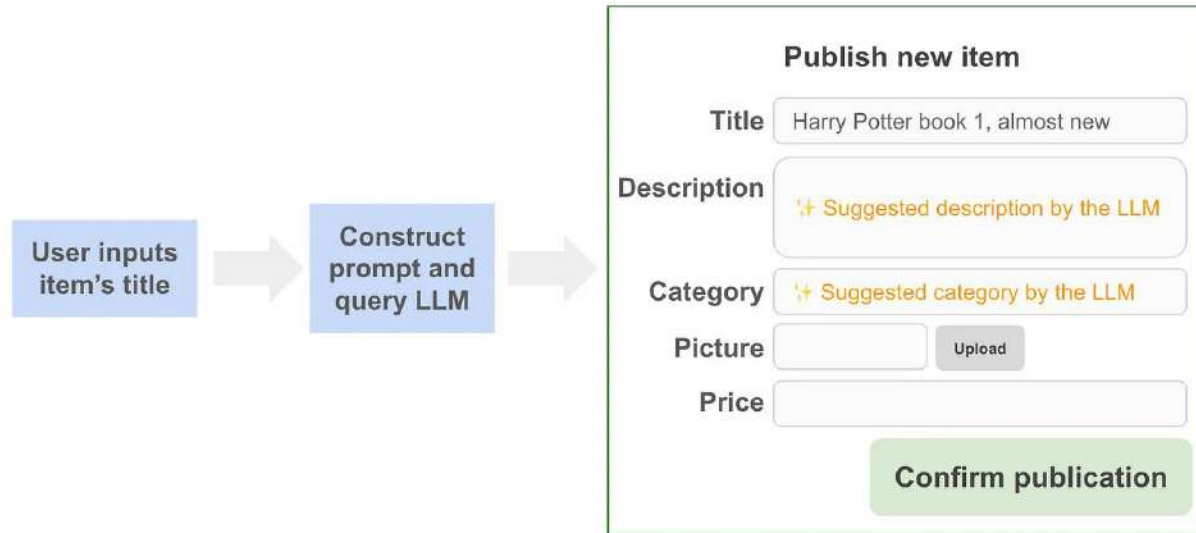 User inputs
item's title
Construct
prompt and
query LLM
Publish new item
Title
Harry Potter book 1, almost new
Description
✨ Suggested description by the LLM
Category
✨ Suggested category by the LLM
Picture
Upload
Price
Confirm publication